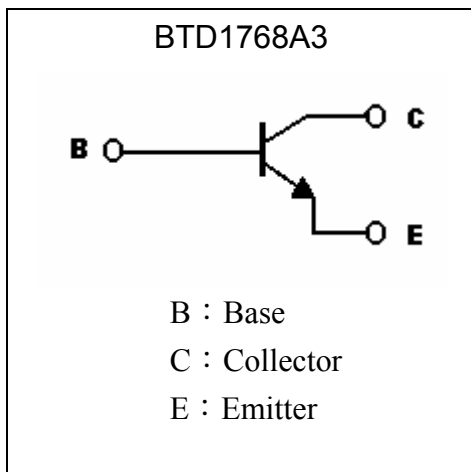 BTD1768A3
C
B
E
B：Base
C：Collector
E：Emitter